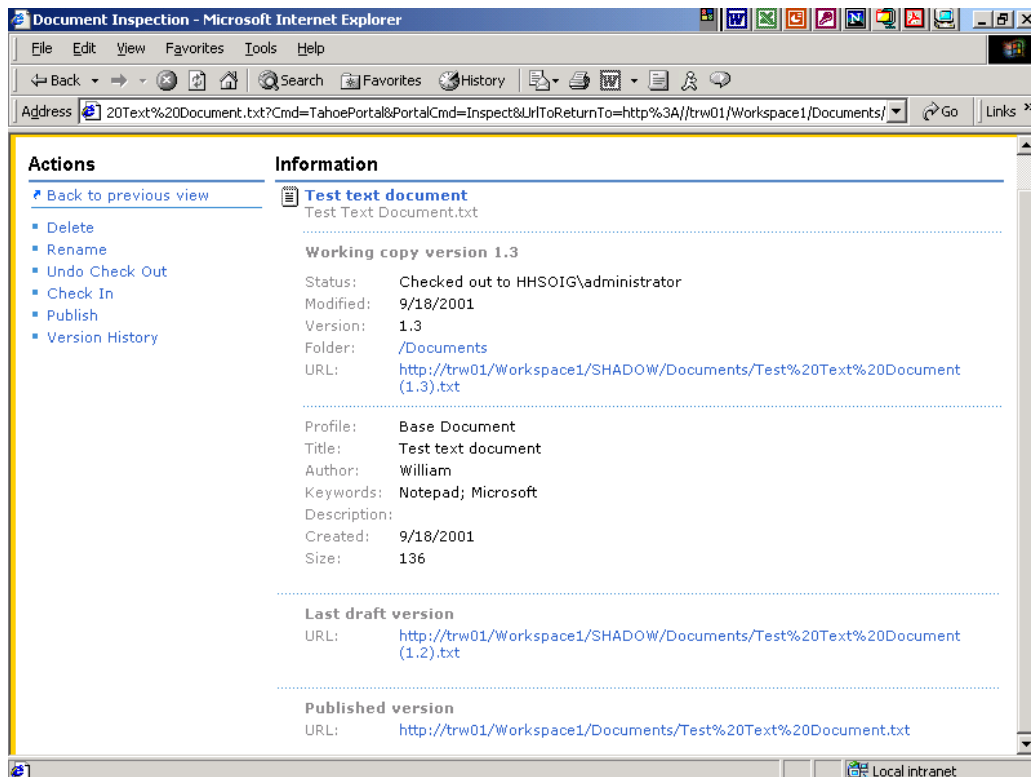 Document Inspection - Microsoft Internet Explorer
File Edit View Favorites Tools Help
Back Search Favorites History
Address 20Text%20Document.txt?Cmd=TahoePortal&PortalCmd=Inspect&UrlToReturnTo=http%3A//trw01/Workspace1/Documents/ Go Links »
Actions
Back to previous view
Delete
Rename
Undo Check Out
Check In
Publish
Version History
Information
Test text document
Test Text Document.txt
Working copy version 1.3
Status: Checked out to HHSOIG\administrator
Modified: 9/18/2001
Version: 1.3
Folder: /Documents
URL: http://trw01/Workspace1/SHADOW/Documents/Test%20Text%20Document
(1.3).txt
Profile: Base Document
Title: Test text document
Author: William
Keywords: Notepad; Microsoft
Description:
Created: 9/18/2001
Size: 136
Last draft version
URL: http://trw01/Workspace1/SHADOW/Documents/Test%20Text%20Document
(1.2).txt
Published version
URL: http://trw01/Workspace1/Documents/Test%20Text%20Document.txt
Local intranet